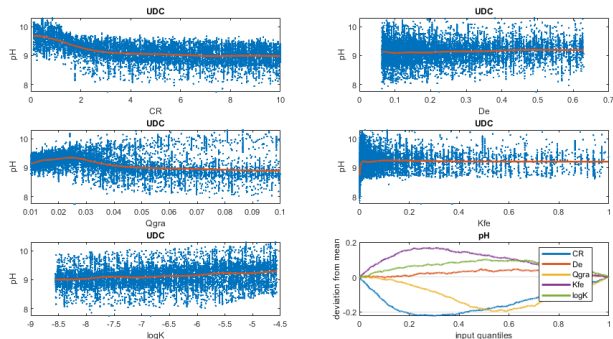 UDC
UDC
10
9
8
pH
10
9
8
pH
0 2 4 6 8 10
0 0.1 0.2 0.3 0.4 0.5 0.6 0.7
CR
De
UDC
UDC
10
9
8
pH
10
9
8
pH
0.01 0.02 0.03 0.04 0.05 0.06 0.07 0.08 0.09 0.1
0 0.2 0.4 0.6 0.8 1
Qgra
Kfe
UDC
pH
10
9
8
pH
0.2
0
-0.2
deviation from mean
CR
De
Qgra
Kfe
logK
-9 -8.5 -8 -7.5 -7 -6.5 -6 -5.5 -5 -4.5
0 0.2 0.4 0.6 0.8 1
logK
input quantiles